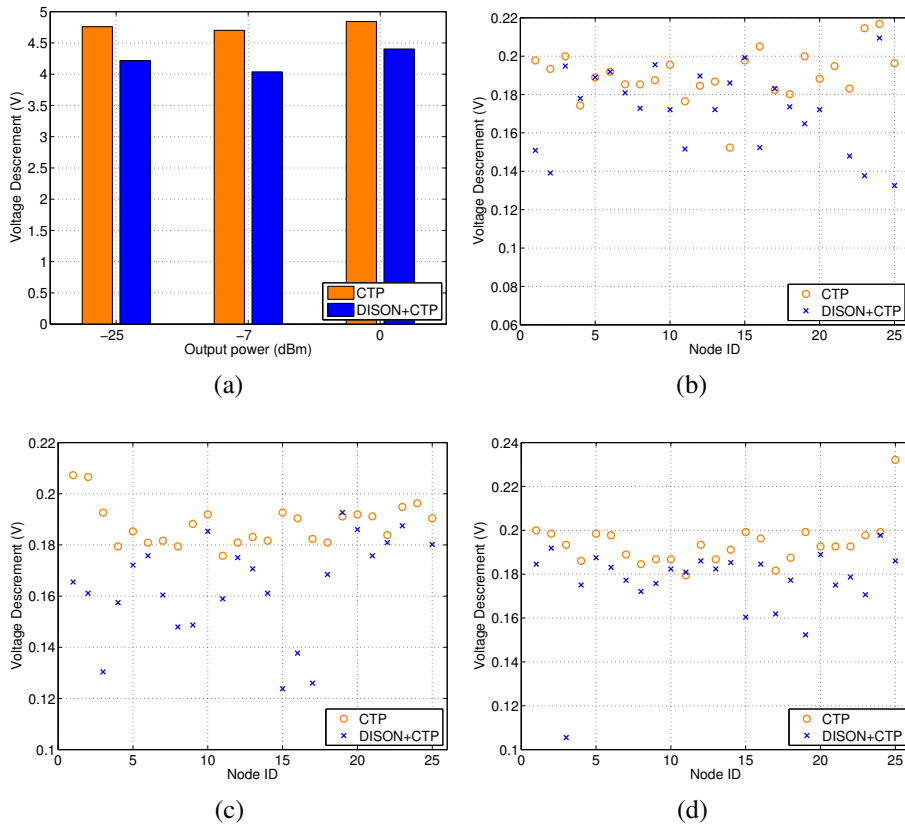 5
4.5
4
3.5
3
2.5
2
1.5
1
0.5
0
Voltage Descrement (V)
−25
−7
0
Output power (dBm)
CTP
DISON+CTP
(a)
0.22
0.2
0.18
0.16
0.14
0.12
0.1
0.08
0.06
Voltage Descrement (V)
0
5
10
15
20
25
Node ID
CTP
DISON+CTP
(b)
0.22
0.2
0.18
0.16
0.14
0.12
0.1
Voltage Descrement (V)
0
5
10
15
20
25
Node ID
CTP
DISON+CTP
(c)
0.24
0.22
0.2
0.18
0.16
0.14
0.12
0.1
Voltage Descrement (V)
0
5
10
15
20
25
Node ID
CTP
DISON+CTP
(d)